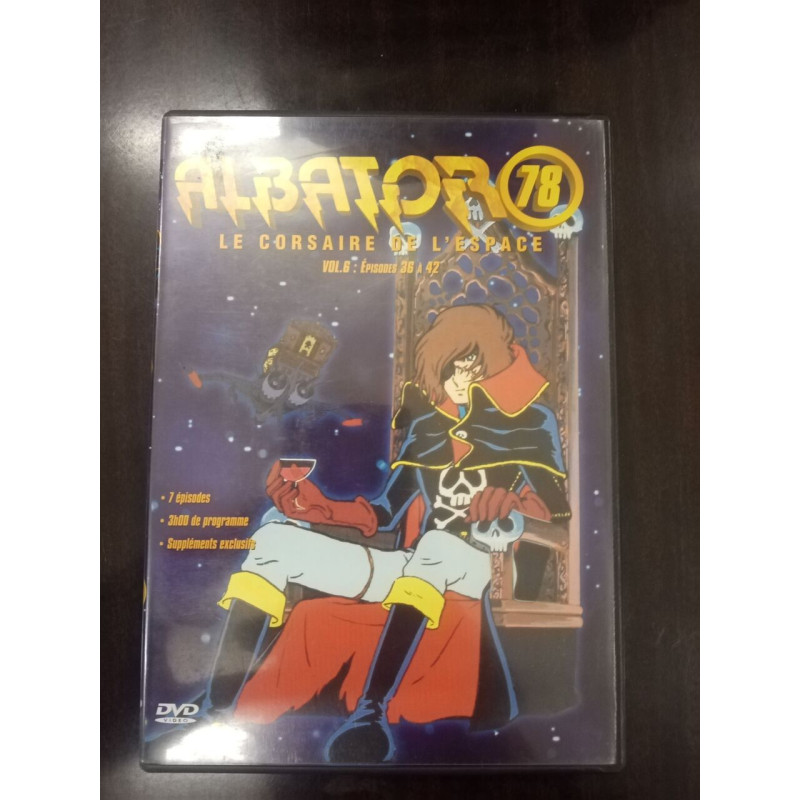 ALBATOR 78
LE CORSAIRE DE L'ESPACE
VOL.6 : ÉPISODES 36 À 42
• 7 épisodes
• 3h00 de programme
• Suppléments exclusifs
DVD
VIDEO